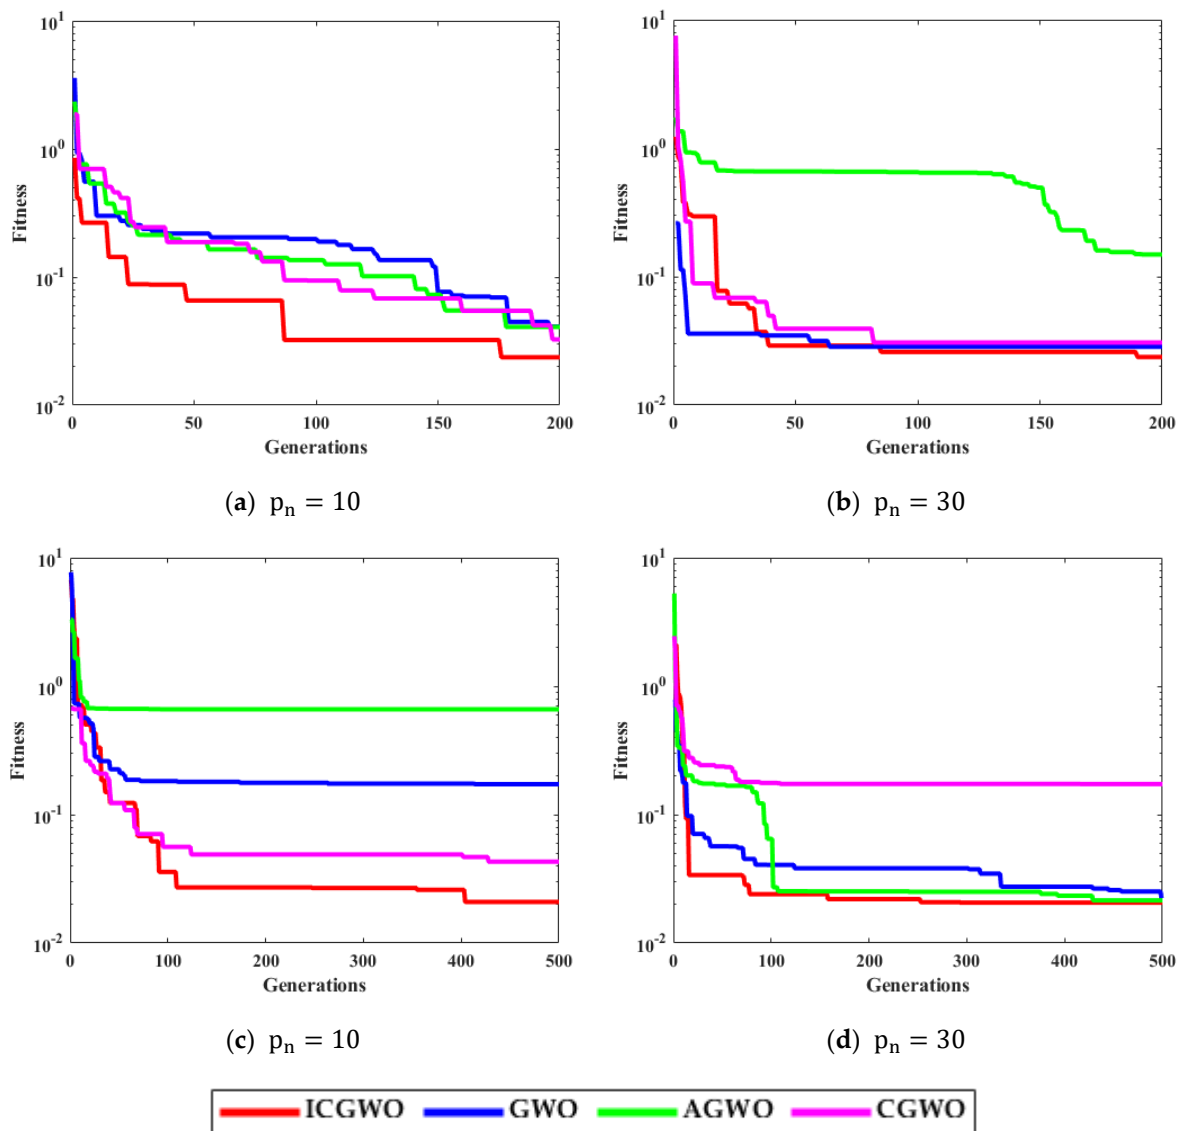 10^1
10^0
10^-1
10^-2
Fitness
0 50 100 150 200
Generations
(a) p_n = 10
10^1
10^0
10^-1
10^-2
Fitness
0 50 100 150 200
Generations
(b) p_n = 30
10^1
10^0
10^-1
10^-2
Fitness
0 100 200 300 400 500
Generations
(c) p_n = 10
10^1
10^0
10^-1
10^-2
Fitness
0 100 200 300 400 500
Generations
(d) p_n = 30
ICGWO GWO AGWO CGWO